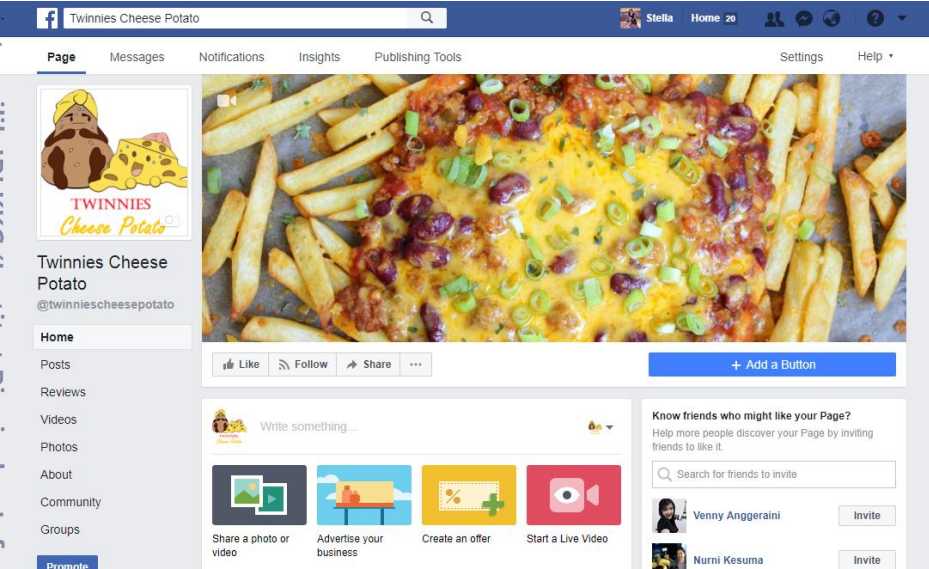 Twinnies Cheese Potato
Stella
Home 20
Page
Messages
Notifications
Insights
Publishing Tools
Settings
Help
TWINNIES
Cheese Potato
Twinnies Cheese
Potato
@twinniescheesepotato
Home
Posts
Reviews
Videos
Photos
About
Community
Groups
Promote
Like
Follow
Share
+ Add a Button
Write something...
Share a photo or
video
Advertise your
business
Create an offer
Start a Live Video
Know friends who might like your Page?
Help more people discover your Page by inviting
friends to like it.
Search for friends to invite
Venny Anggeraini
Invite
Nurni Kesuma
Invite